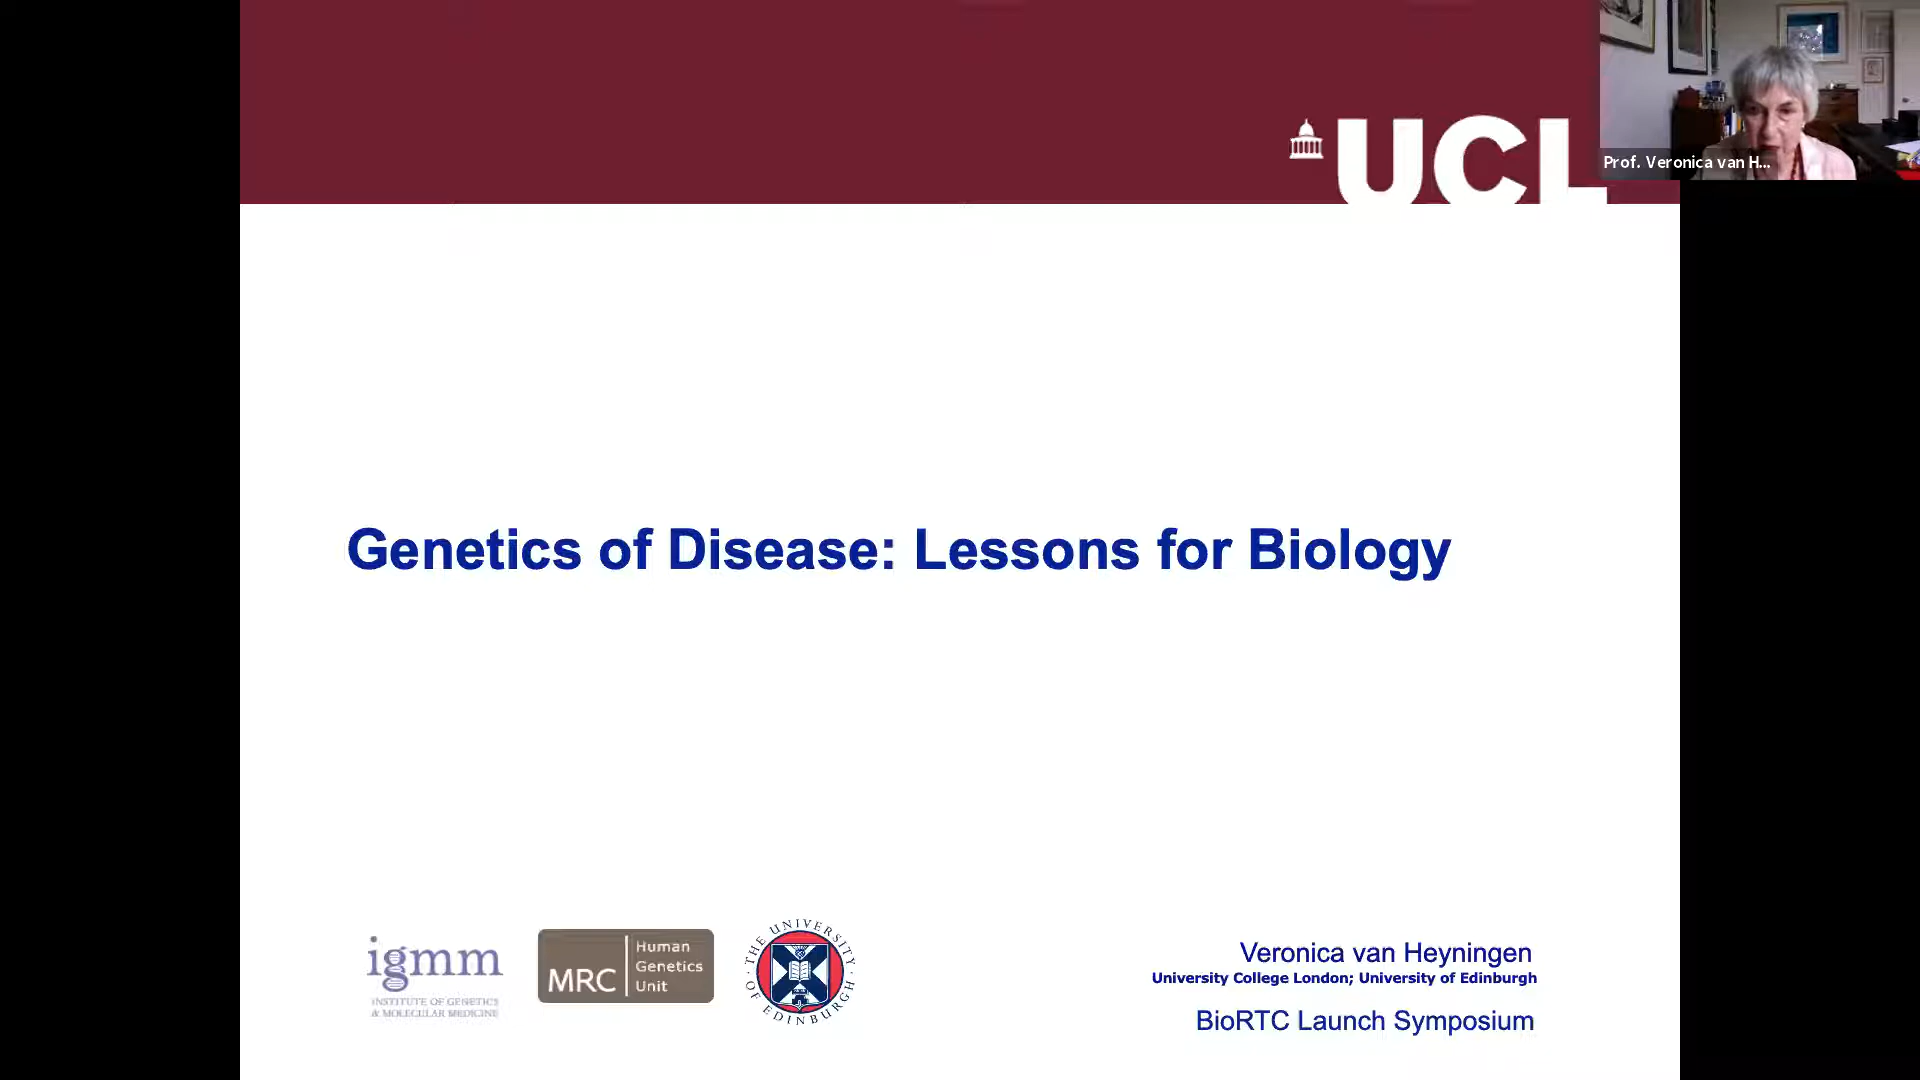 UCL
Prof. Veronica van H...
Genetics of Disease: Lessons for Biology
igmm
INSTITUTE OF GENETICS
& MOLECULAR MEDICINE
MRC
Human
Genetics
Unit
THE UNIVERSITY
OF EDINBURGH
Veronica van Heyningen
University College London; University of Edinburgh
BioRTC Launch Symposium